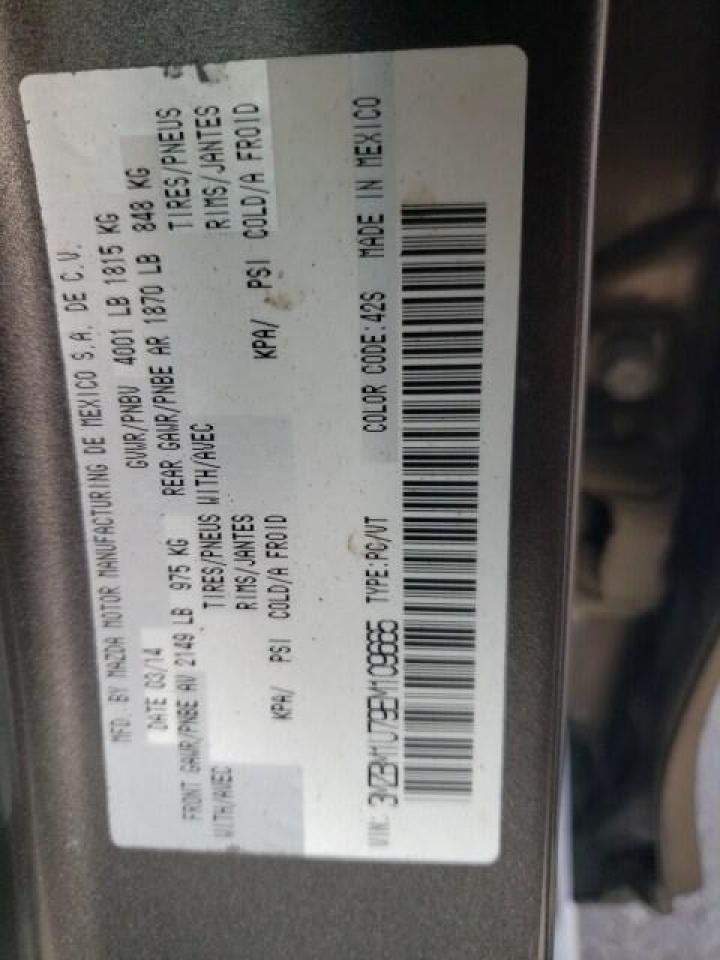 MFD. BY MAZDA MOTOR MANUFACTURING DE MEXICO S.A. DE C.V.
DATE 03/14 GVWR/PNBV 4001 LB 1815 KG
FRONT GAWR/PNBE AV 2149 LB 975 KG REAR GAWR/PNBE AR 1870 LB 848 KG
WITH/AVEC TIRES/PNEUS WITH/AVEC TIRES/PNEUS
RIMS/JANTES RIMS/JANTES
KPA/ PSI COLD/A FROID KPA/ PSI COLD/A FROID
VIN: 3MZBM1U79EM109665 TYPE:PC/VT COLOR CODE:42S MADE IN MEXICO